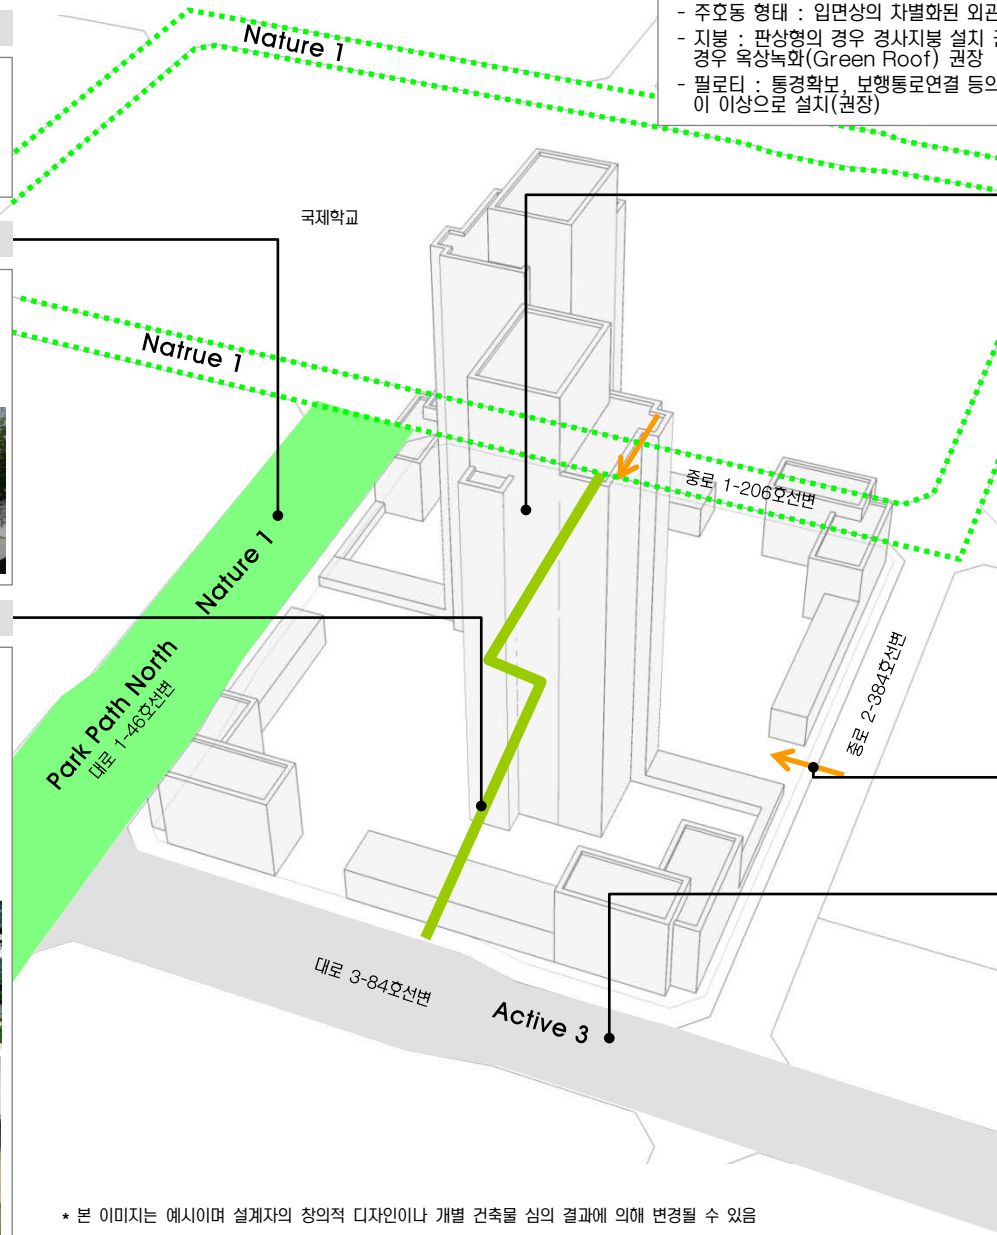 - 주호동 형태 : 입면상의 차별화된 외관
- 지붕 : 판상형의 경우 경사지붕 설치
경우 옥상녹화(Green Roof) 권장
- 필로티 : 통경확보, 보행통로연결 등의
이 이상으로 설치(권장)
Nature 1
국제학교
Natrue 1
중로 1-206호선변
Nature 1
Park Path North
대로 1-46호선변
중로 2-384호선변
대로 3-84호선변
Active 3
* 본 이미지는 예시이며 설계자의 창의적 디자인이나 개별 건축물 심의 결과에 의해 변경될 수 있음